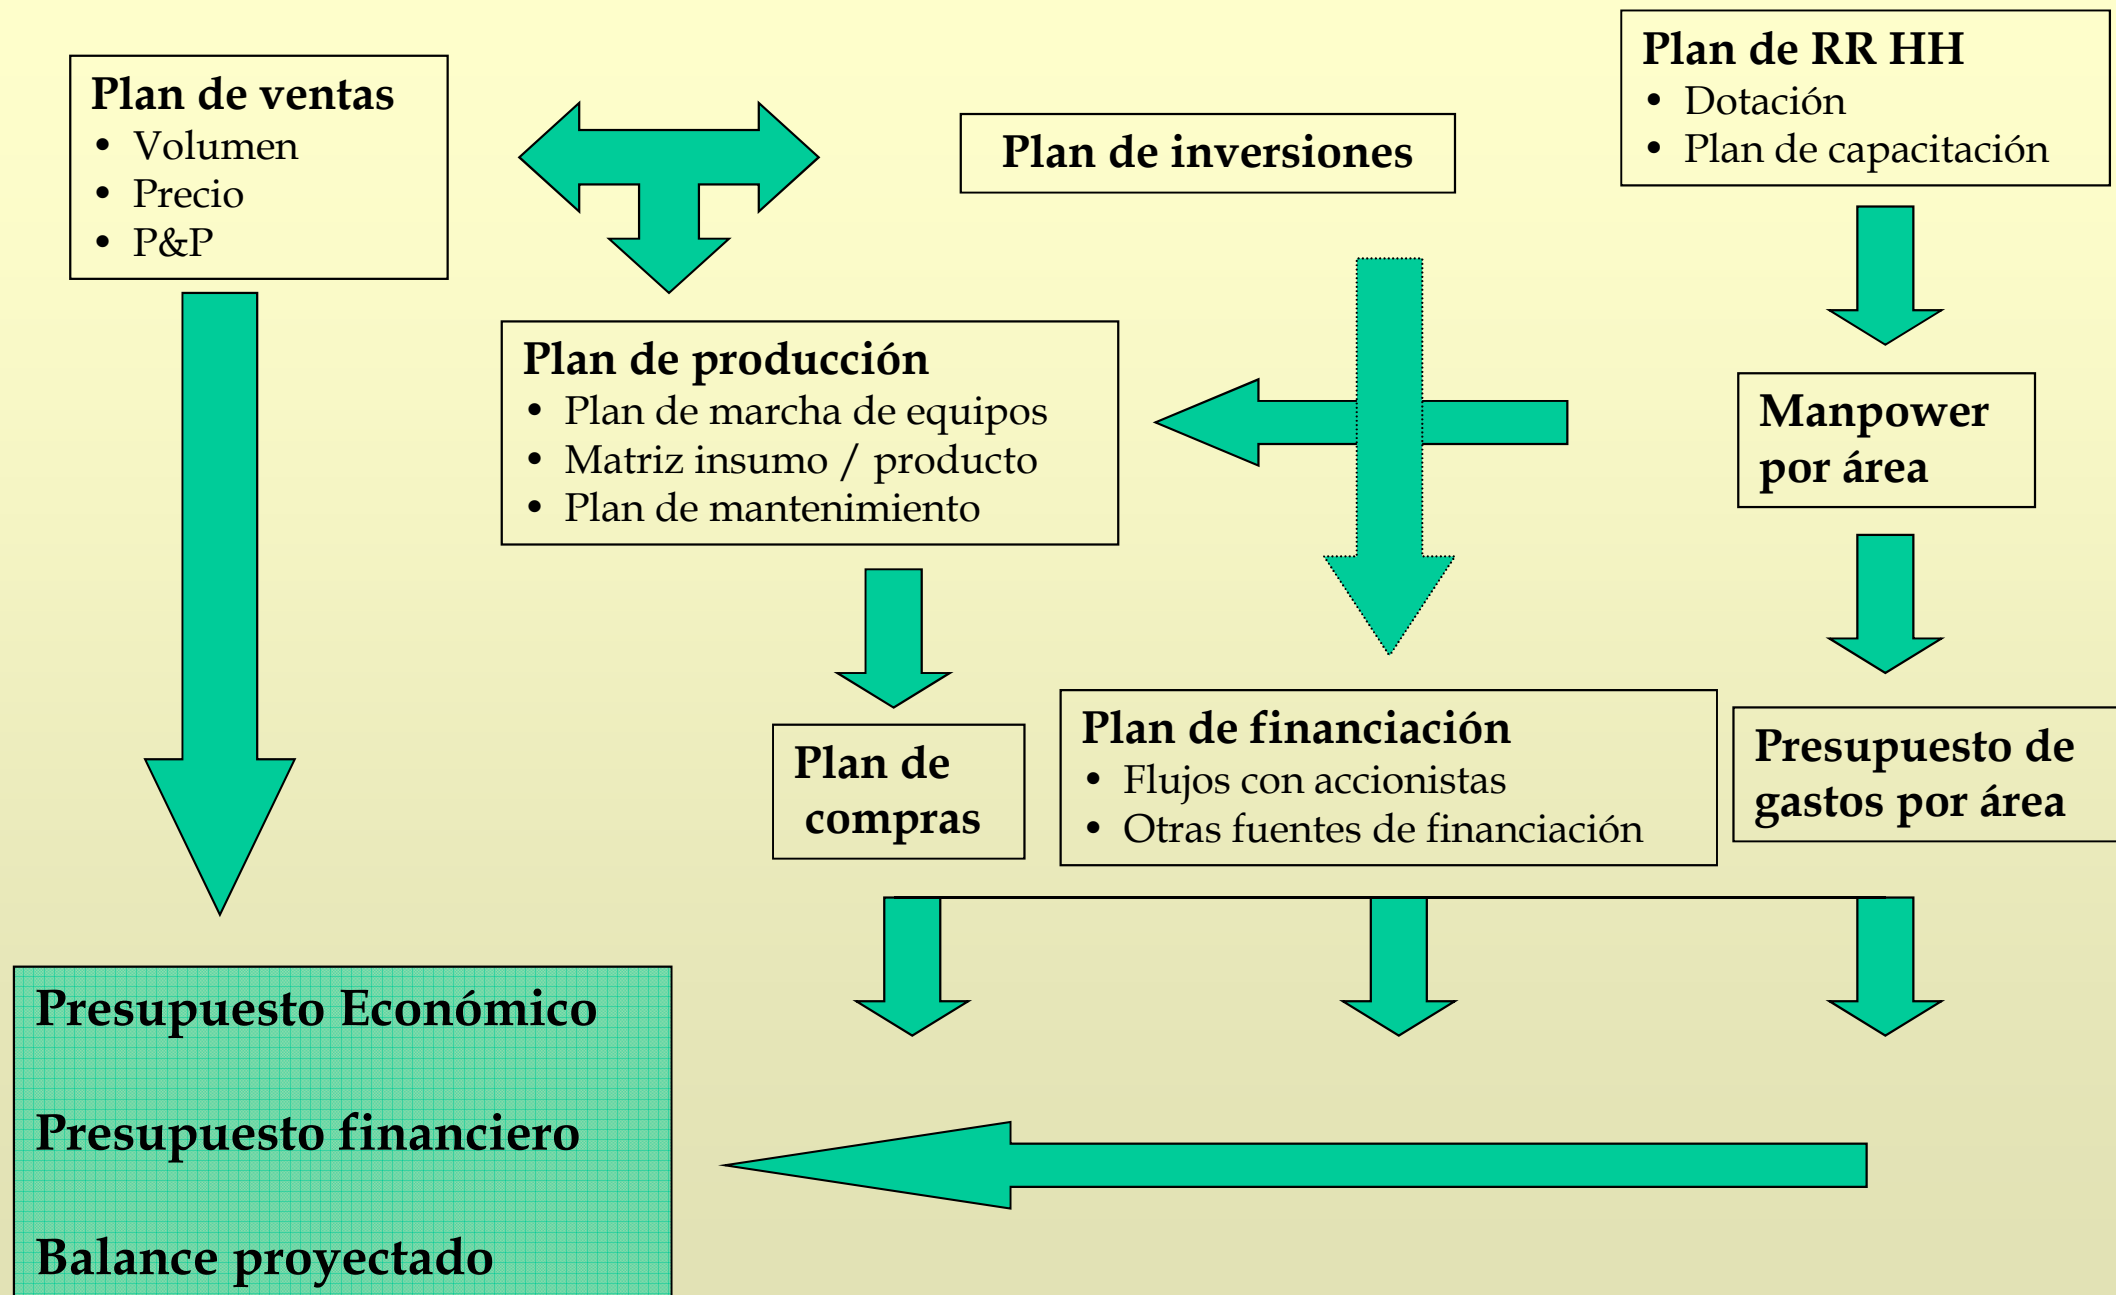 Plan de ventas
• Volumen
• Precio
• P&P
Plan de inversiones
Plan de RR HH
• Dotación
• Plan de capacitación
Plan de producción
• Plan de marcha de equipos
• Matriz insumo / producto
• Plan de mantenimiento
Manpower
por área
Plan de
compras
Plan de financiación
• Flujos con accionistas
• Otras fuentes de financiación
Presupuesto de
gastos por área
Presupuesto Económico
Presupuesto financiero
Balance proyectado